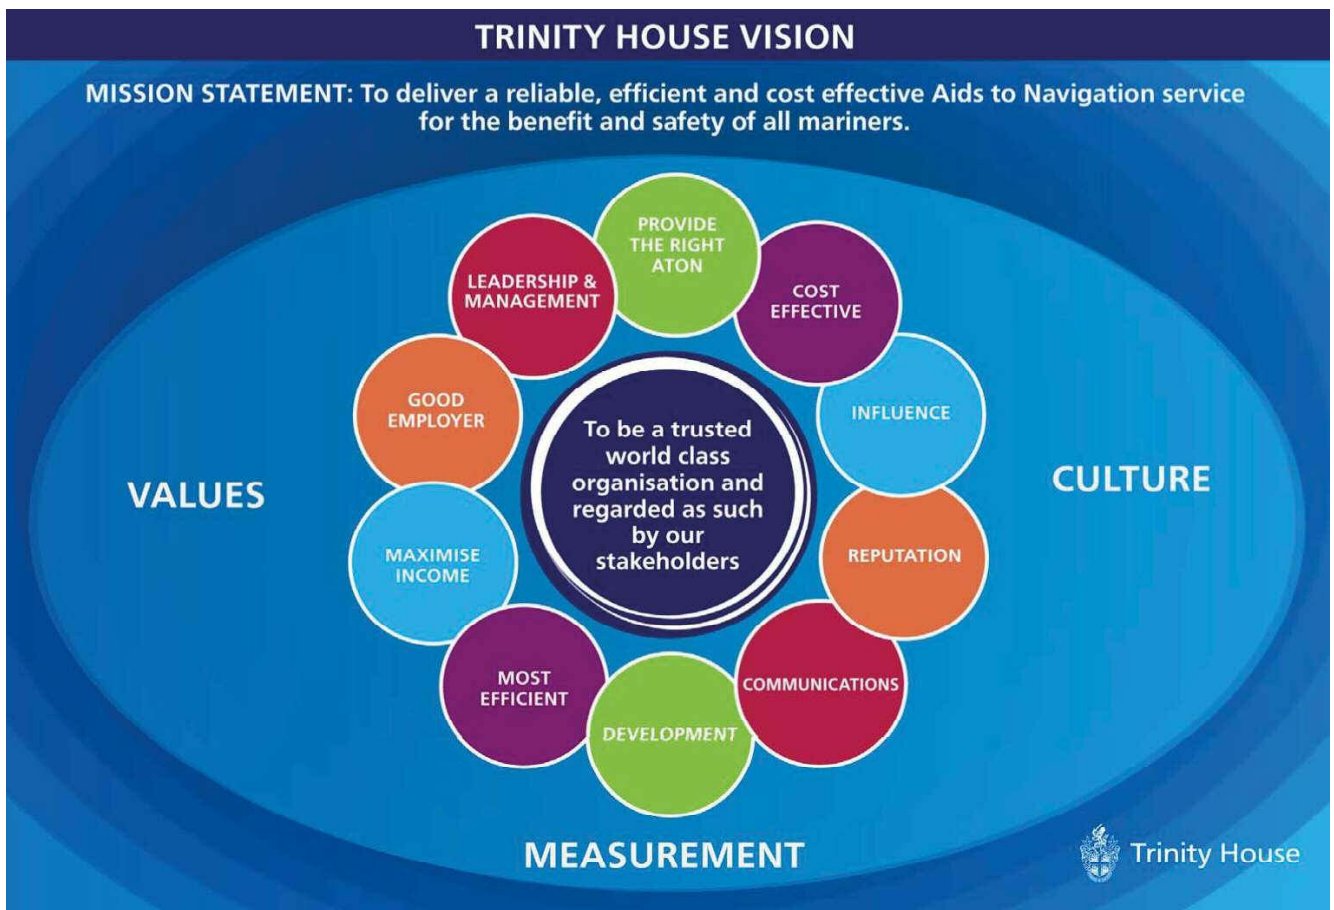 TRINITY HOUSE VISION
MISSION STATEMENT: To deliver a reliable, efficient and cost effective Aids to Navigation service
for the benefit and safety of all mariners.
PROVIDE
THE RIGHT
ATON
COST
EFFECTIVE
INFLUENCE
REPUTATION
COMMUNICATIONS
DEVELOPMENT
MOST
EFFICIENT
MAXIMISE
INCOME
GOOD
EMPLOYER
LEADERSHIP &
MANAGEMENT
To be a trusted
world class
organisation and
regarded as such
by our
stakeholders
VALUES
CULTURE
MEASUREMENT
Trinity House